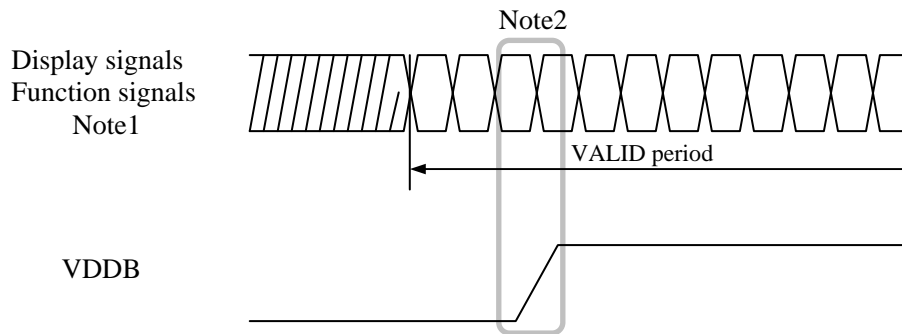 Note2
Display signals
Function signals
Note1
VALID period
VDDB